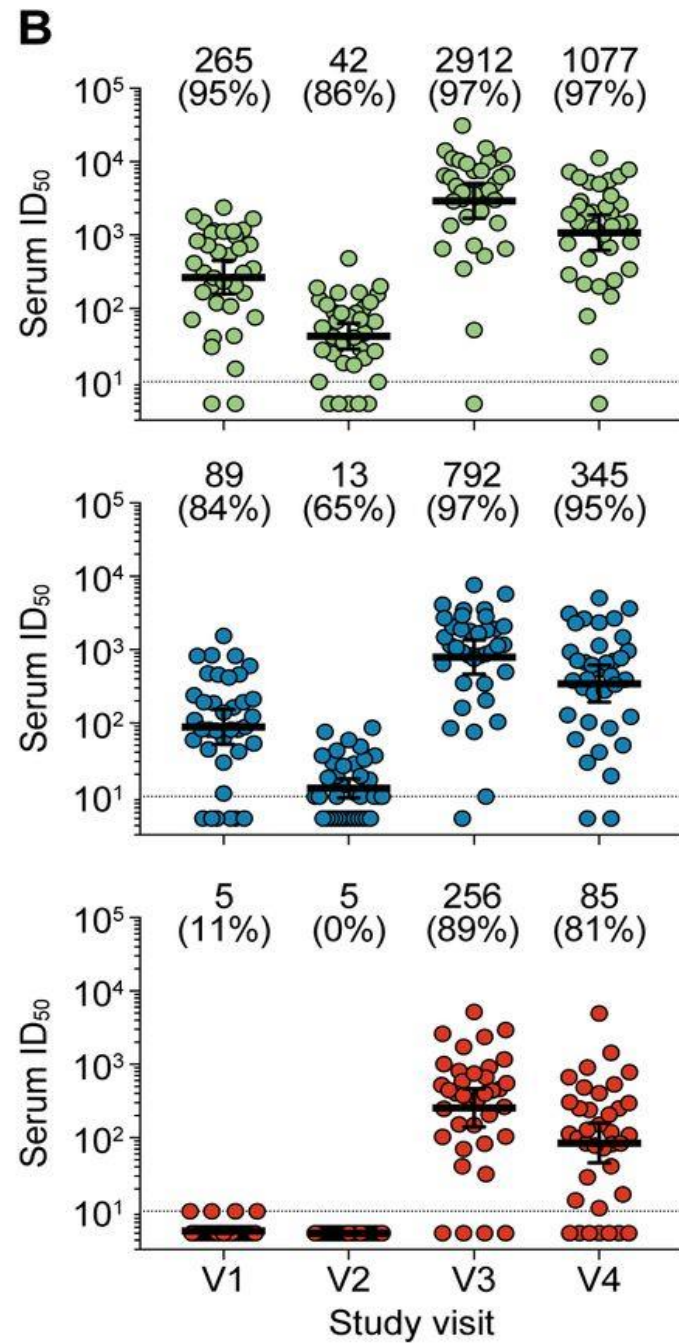 B
265 42 2912 1077
(95%) (86%) (97%) (97%)
10⁵
10⁴
10³
10²
10¹
Serum ID₅₀
89 13 792 345
(84%) (65%) (97%) (95%)
10⁵
10⁴
10³
10²
10¹
Serum ID₅₀
5 5 256 85
(11%) (0%) (89%) (81%)
10⁵
10⁴
10³
10²
10¹
Serum ID₅₀
V1 V2 V3 V4
Study visit